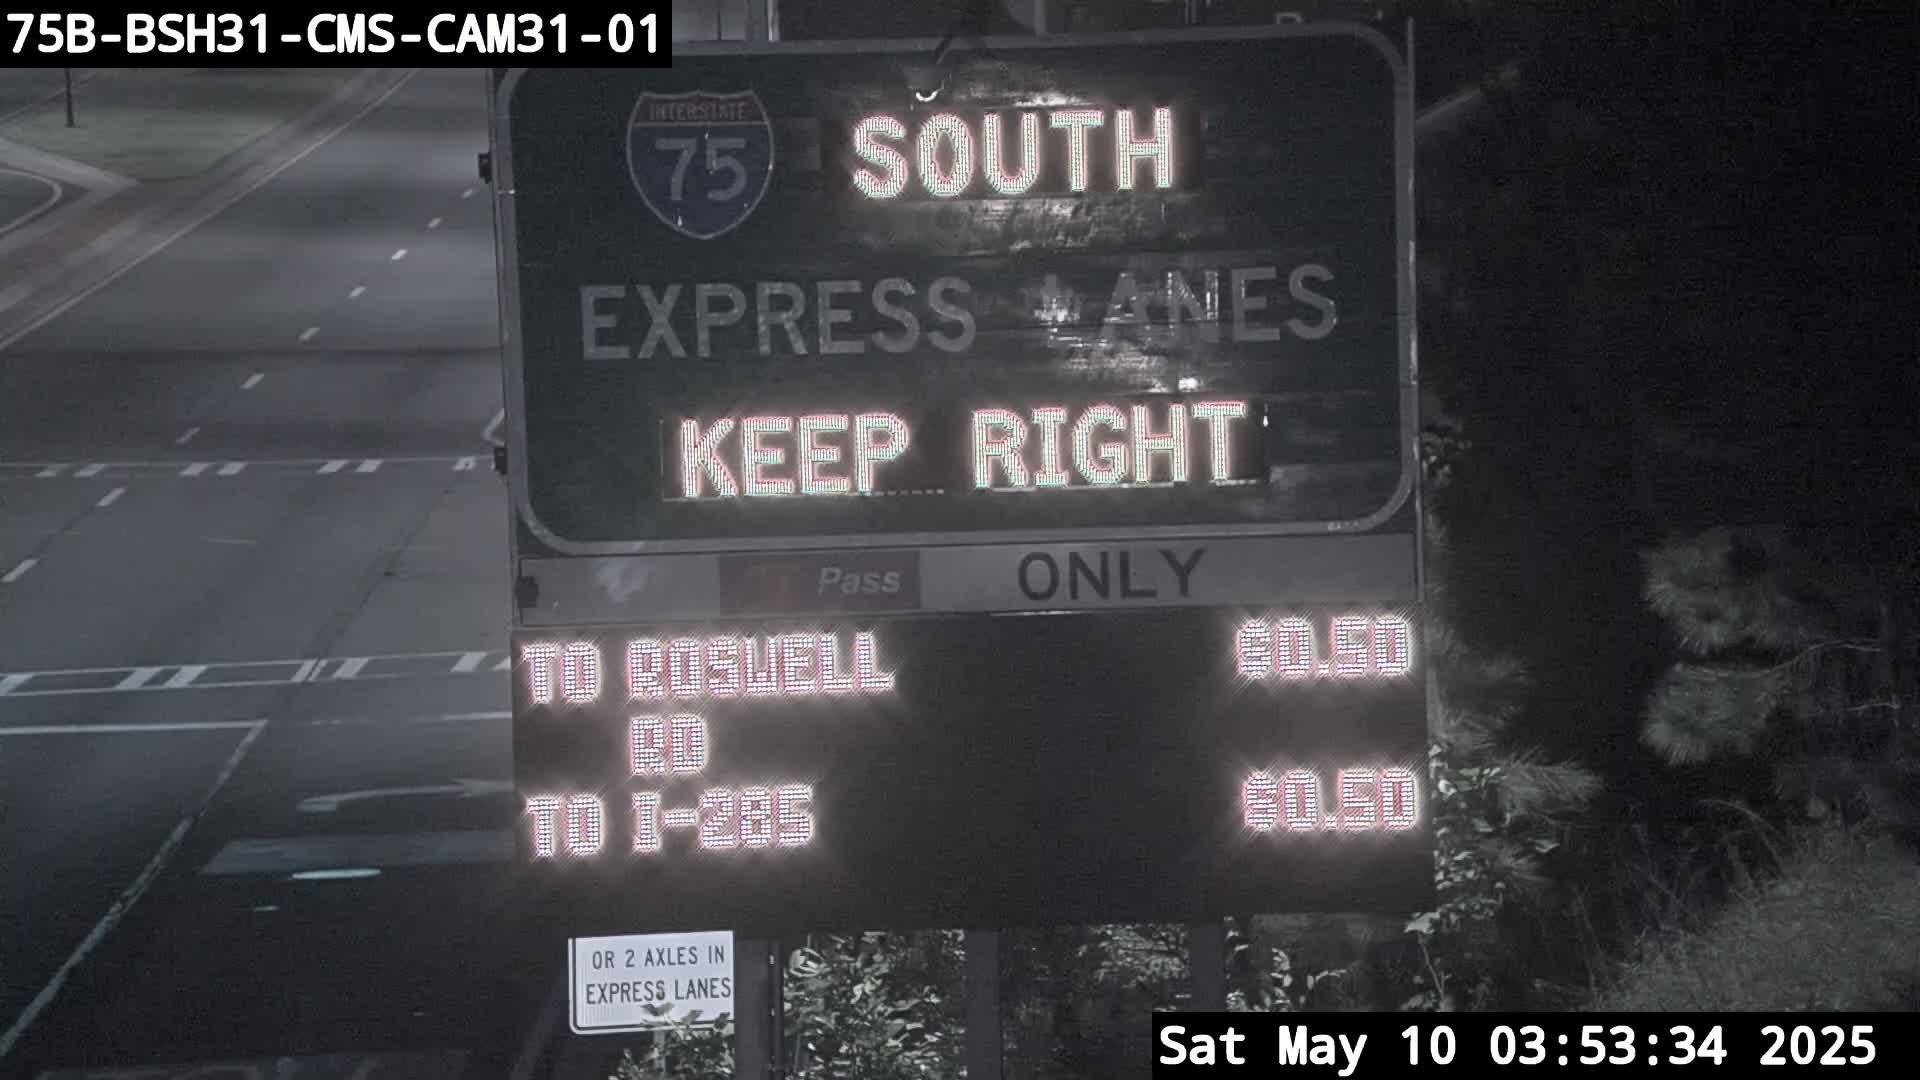 75B-BSH31-CMS-CAM31-01
INTERSTATE
75
SOUTH
EXPRESS LANES
KEEP RIGHT
Pass ONLY
TO ROSWELL $0.50
RD
TO I-285 $0.50
OR 2 AXLES IN
EXPRESS LANES
Sat May 10 03:53:34 2025